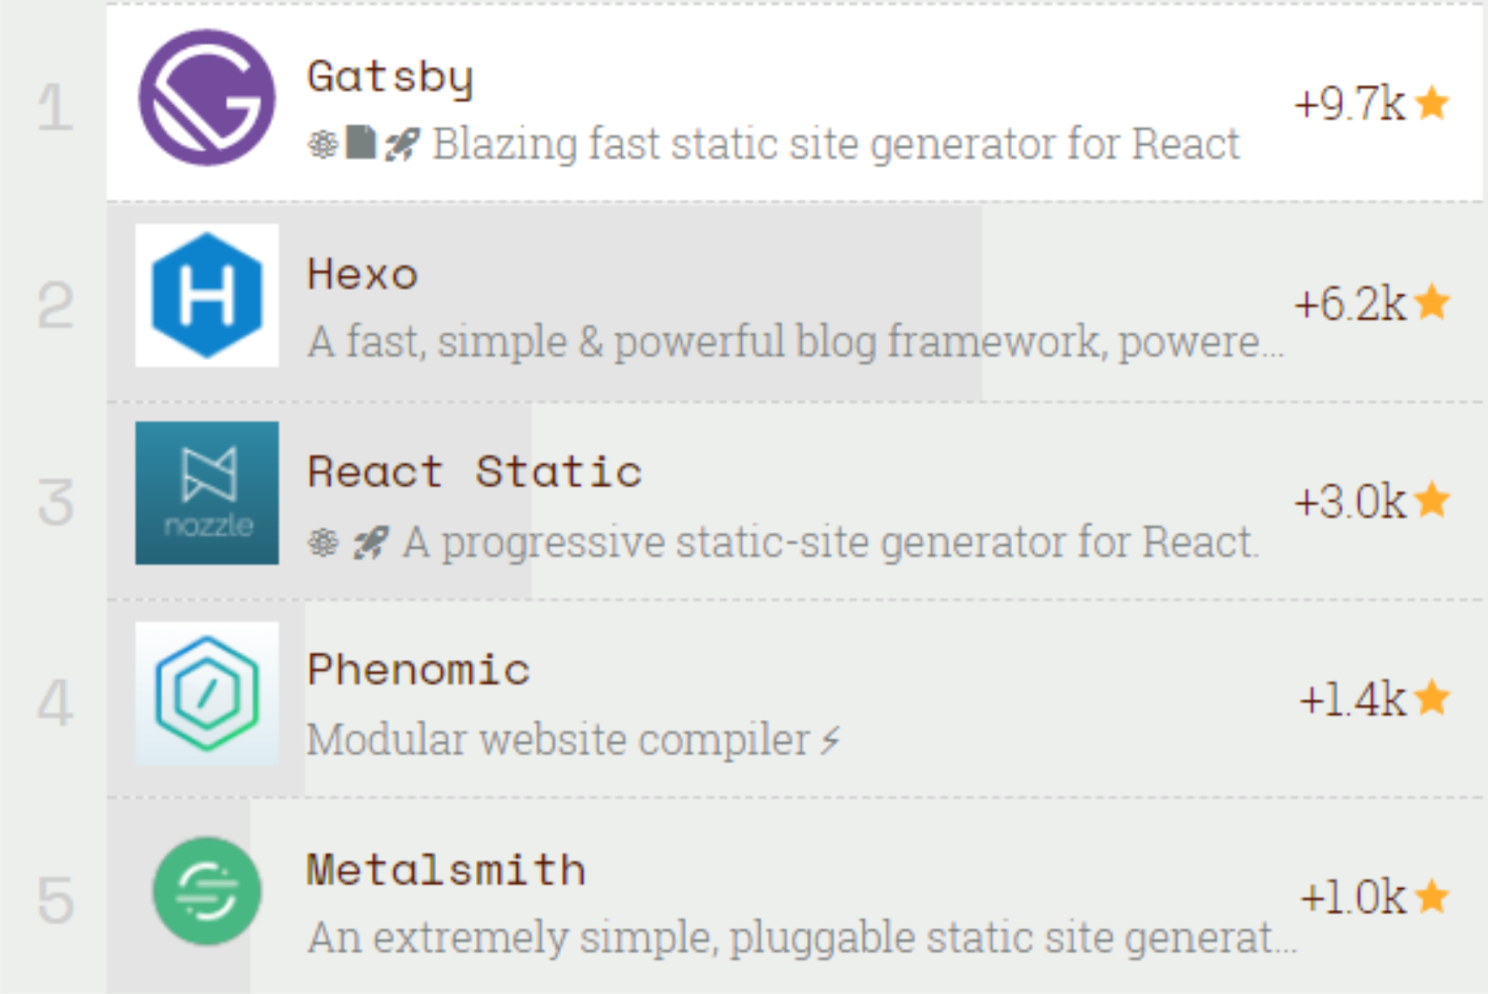 1
Gatsby
⚛️📄🚀 Blazing fast static site generator for React
+9.7k★
2
Hexo
A fast, simple & powerful blog framework, powere...
+6.2k★
3
nozzle
React Static
⚛️ 🚀 A progressive static-site generator for React.
+3.0k★
4
Phenomic
Modular website compiler ⚡
+1.4k★
5
Metalsmith
An extremely simple, pluggable static site generat...
+1.0k★